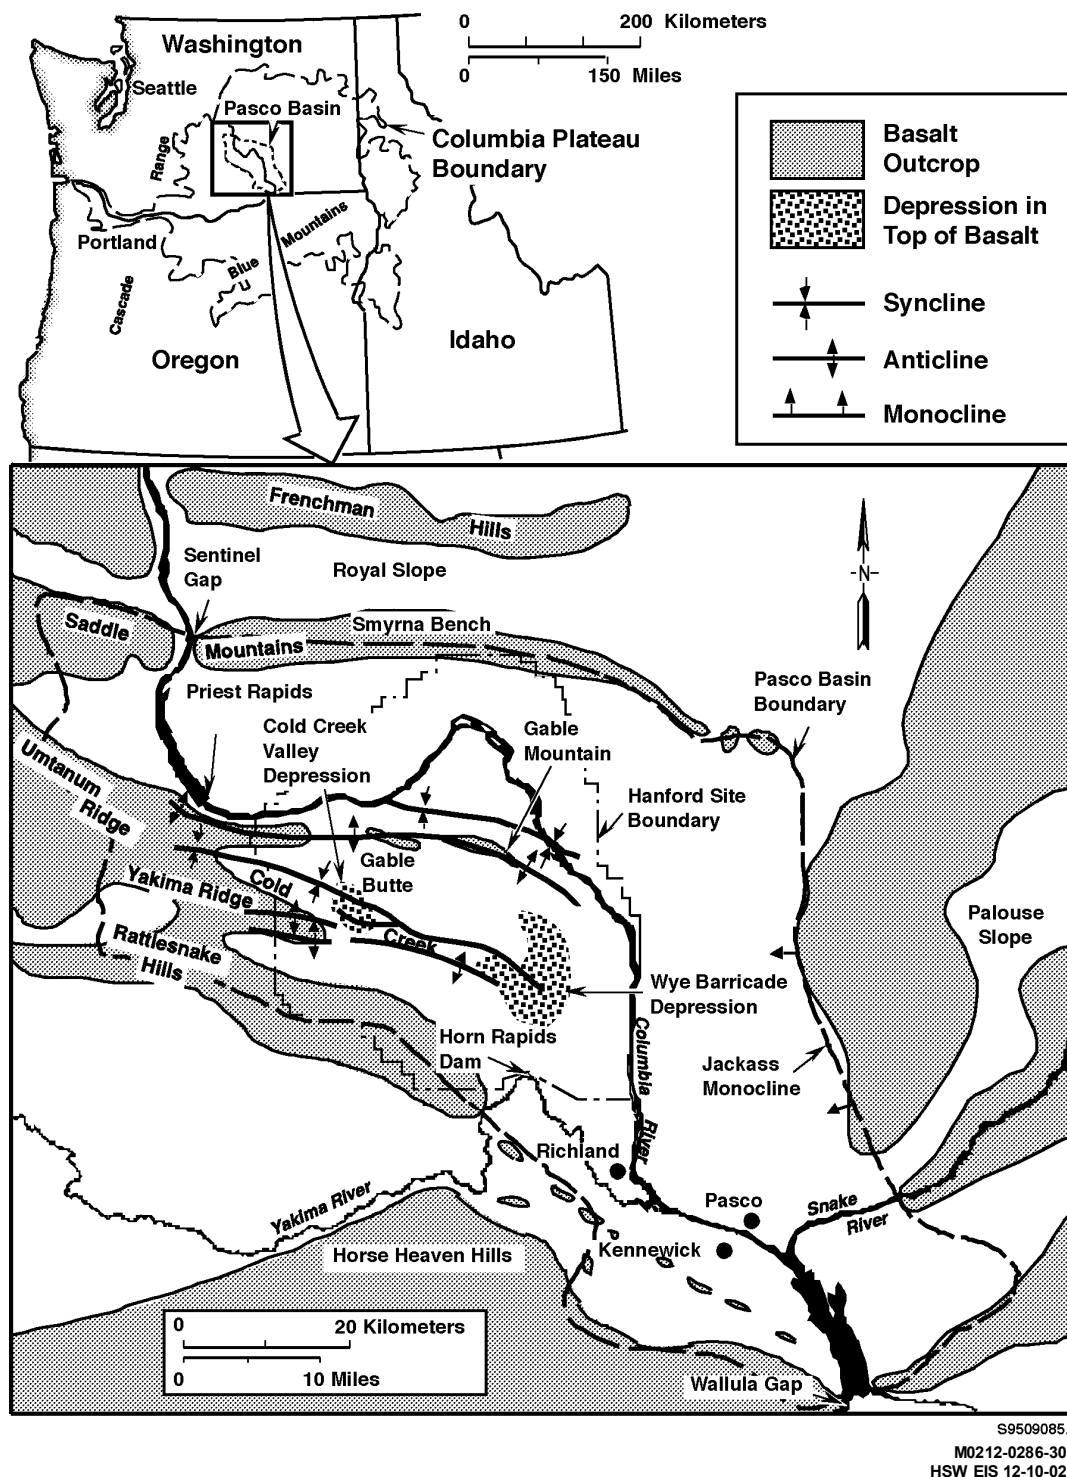 0 200 Kilometers
0 150 Miles
Washington
Seattle
Pasco Basin
Columbia Plateau
Boundary
Range
Portland
Mountains
Blue
Cascade
Oregon
Idaho
Basalt
Outcrop
Depression in
Top of Basalt
Syncline
Anticline
Monocline
Frenchman
Hills
Sentinel
Gap
Royal Slope
-N-
Saddle
Smyrna Bench
Mountains
Priest Rapids
Pasco Basin
Boundary
Cold Creek
Valley
Depression
Gable
Mountain
Umtanum
Ridge
Hanford Site
Boundary
Gable
Butte
Yakima Ridge
Cold
Creek
Palouse
Slope
Rattlesnake
Hills
Wye Barricade
Depression
Horn Rapids
Dam
Columbia
River
Jackass
Monocline
Richland
Yakima River
Pasco
Snake
River
Kennewick
Horse Heaven Hills
0 20 Kilometers
0 10 Miles
Wallula Gap
S9509085.
M0212-0286-30
HSW EIS 12-10-02